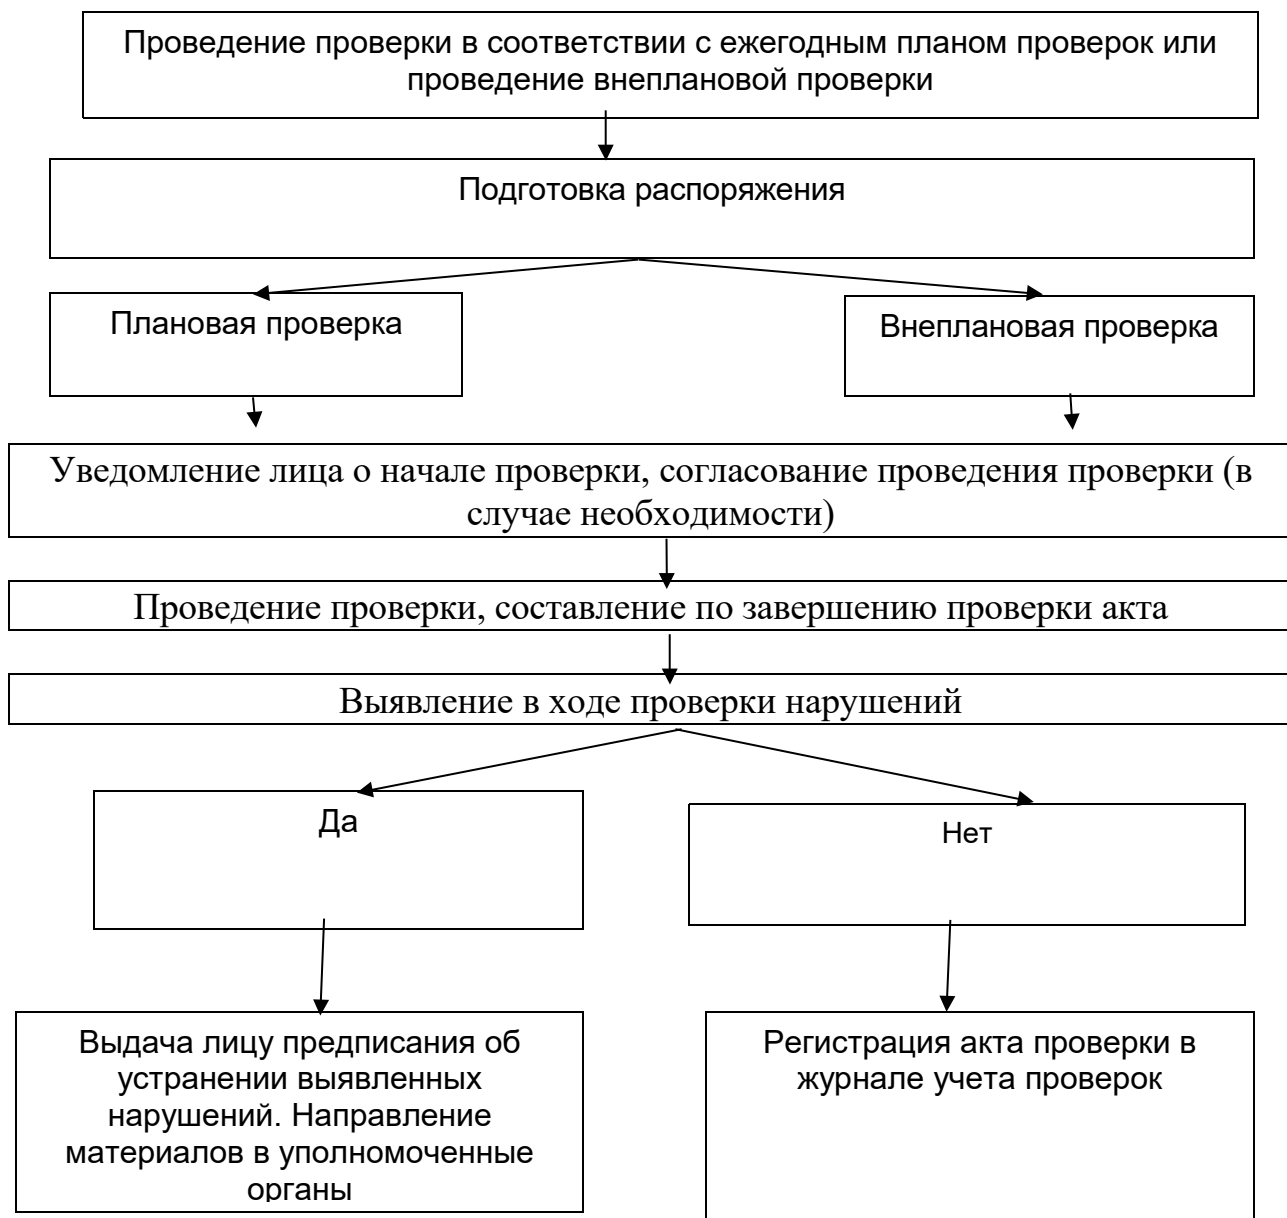 Проведение проверки в соответствии с ежегодным планом проверок или
проведение внеплановой проверки
Подготовка распоряжения
Плановая проверка
Внеплановая проверка
Уведомление лица о начале проверки, согласование проведения проверки (в
случае необходимости)
Проведение проверки, составление по завершению проверки акта
Выявление в ходе проверки нарушений
Да
Нет
Выдача лицу предписания об
устранении выявленных
нарушений. Направление
материалов в уполномоченные
органы
Регистрация акта проверки в
журнале учета проверок